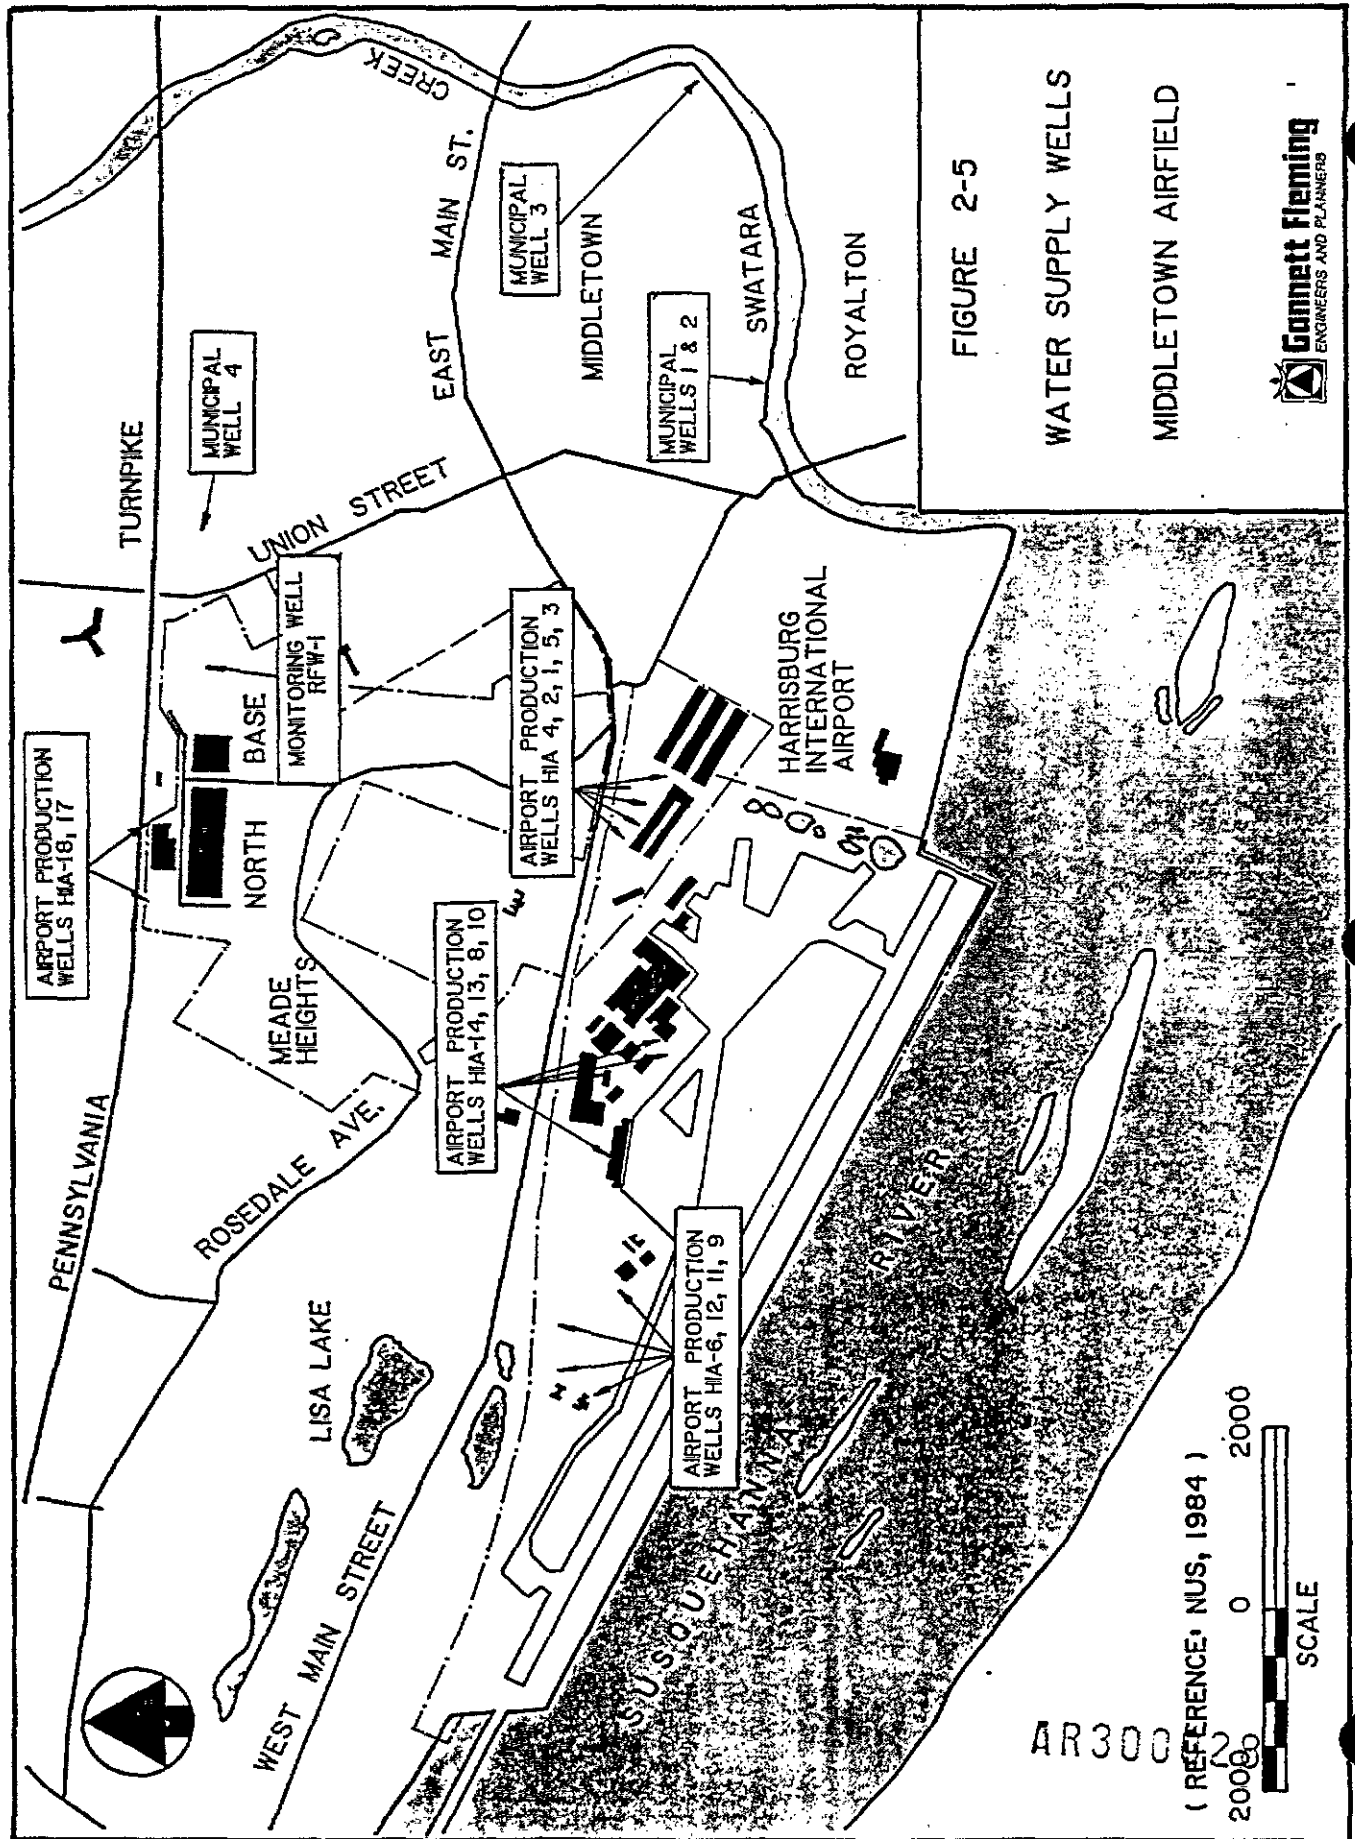 PENNSYLVANIA
TURNPIKE
AIRPORT PRODUCTION
WELLS HIA-18, 17
MUNICIPAL
WELL 4
CREEK
NORTH
BASE
MONITORING WELL
RFW-1
UNION STREET
EAST
MAIN ST.
MEADE
HEIGHTS
ROSEDALE AVE.
LISA LAKE
WEST MAIN STREET
AIRPORT PRODUCTION
WELLS HIA-14, 13, 8, 10
AIRPORT PRODUCTION
WELLS HIA 4, 2, 1, 5, 3
MUNICIPAL
WELL 3
MIDDLETOWN
MUNICIPAL
WELLS 1 & 2
SWATARA
ROYALTON
AIRPORT PRODUCTION
WELLS HIA-6, 12, 11, 9
HARRISBURG
INTERNATIONAL
AIRPORT
SUSQUEHANNA
RIVER
( REFERENCE: NUS, 1984 )
2000
0
2000
SCALE
FIGURE 2-5
WATER SUPPLY WELLS
MIDDLETOWN AIRFIELD
Gannett Fleming
ENGINEERS AND PLANNERS